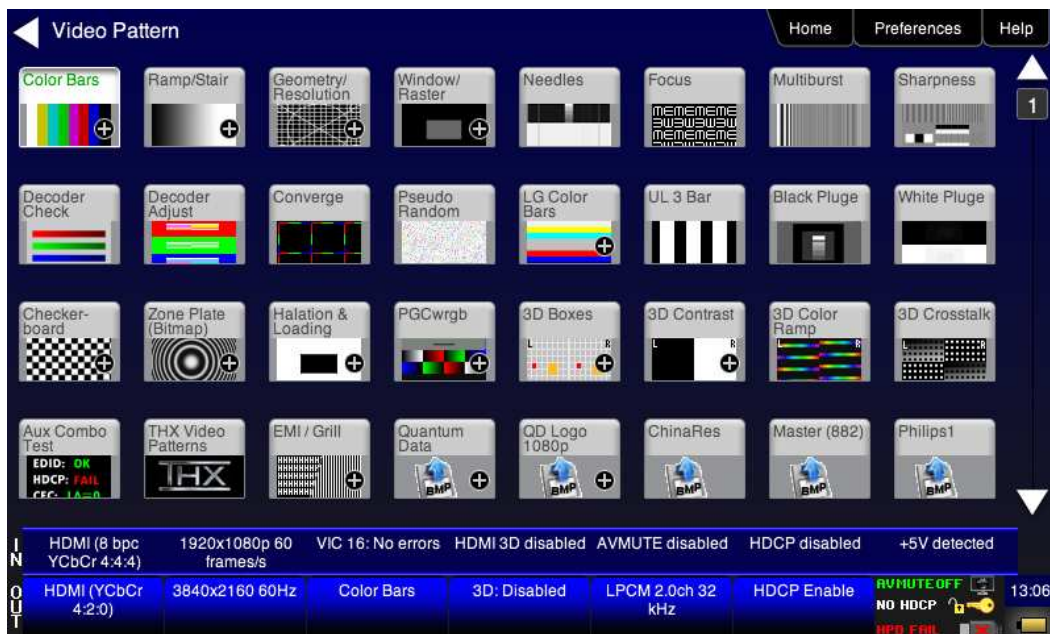 Video Pattern
Home
Preferences
Help
Color Bars
Ramp/Stair
Geometry/
Resolution
Window/
Raster
Needles
Focus
Multiburst
Sharpness
1
MEMEMEME
MEMEMEME
Decoder
Check
Decoder
Adjust
Converge
Pseudo
Random
LG Color
Bars
UL 3 Bar
Black Pluge
White Pluge
Checker-
board
Zone Plate
(Bitmap)
Halation &
Loading
PGCwrgb
3D Boxes
L R
3D Contrast
L R
3D Color
Ramp
L R
3D Crosstalk
Aux Combo
Test
EDID: OK
HDCP: FAIL
CEC: LA=0
THX Video
Patterns
THX
EMI / Grill
Quantum
Data
BMP
QD Logo
1080p
BMP
ChinaRes
BMP
Master (882)
BMP
Philips1
BMP
IN
HDMI (8 bpc
YCbCr 4:4:4)
1920x1080p 60
frames/s
VIC 16: No errors
HDMI 3D disabled
AVMUTE disabled
HDCP disabled
+5V detected
OUT
HDMI (YCbCr
4:2:0)
3840x2160 60Hz
Color Bars
3D: Disabled
LPCM 2.0ch 32
kHz
HDCP Enable
AVMUTE OFF
NO HDCP
HPD FAIL
13:06